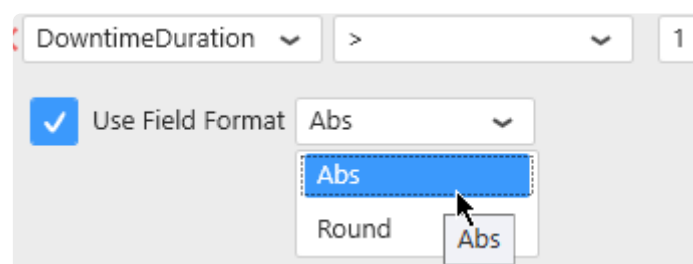 DowntimeDuration > 1
Use Field Format Abs
Abs
Round
Abs